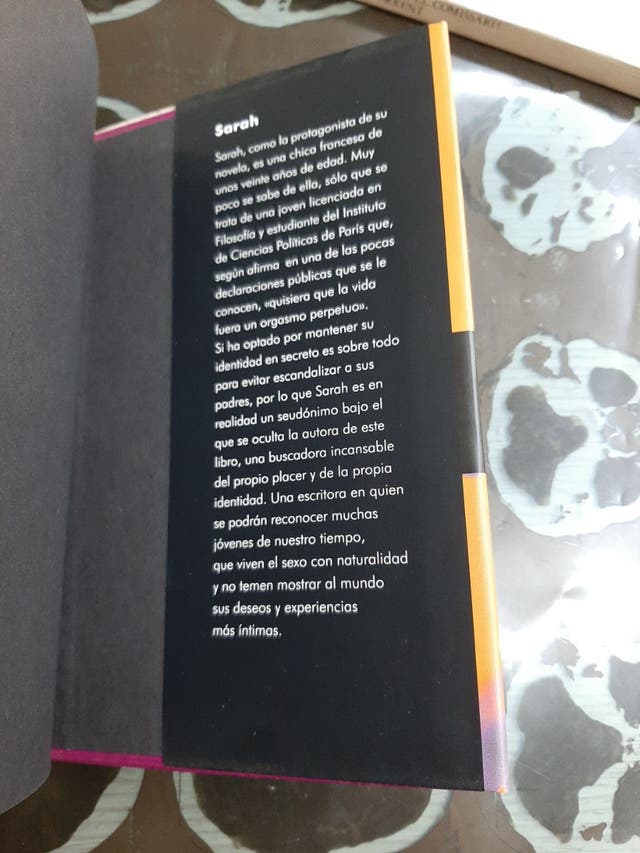 EL COMISSARI!
Sarah
Sarah, como la protagonista de su
novela, es una chica francesa de
unos veinte años de edad. Muy
poco se sabe de ella, sólo que se
trata de una joven licenciada en
Filosofía y estudiante del Instituto
de Ciencias Políticas de París que,
según afirma en una de las pocas
declaraciones públicas que se le
conocen, «quisiera que la vida
fuera un orgasmo perpetuo».
Si ha optado por mantener su
identidad en secreto es sobre todo
para evitar escandalizar a sus
padres, por lo que Sarah es en
realidad un seudónimo bajo el
que se oculta la autora de este
libro, una buscadora incansable
del propio placer y de la propia
identidad. Una escritora en quien
se podrán reconocer muchas
jóvenes de nuestro tiempo,
que viven el sexo con naturalidad
y no temen mostrar al mundo
sus deseos y experiencias
más íntimas.